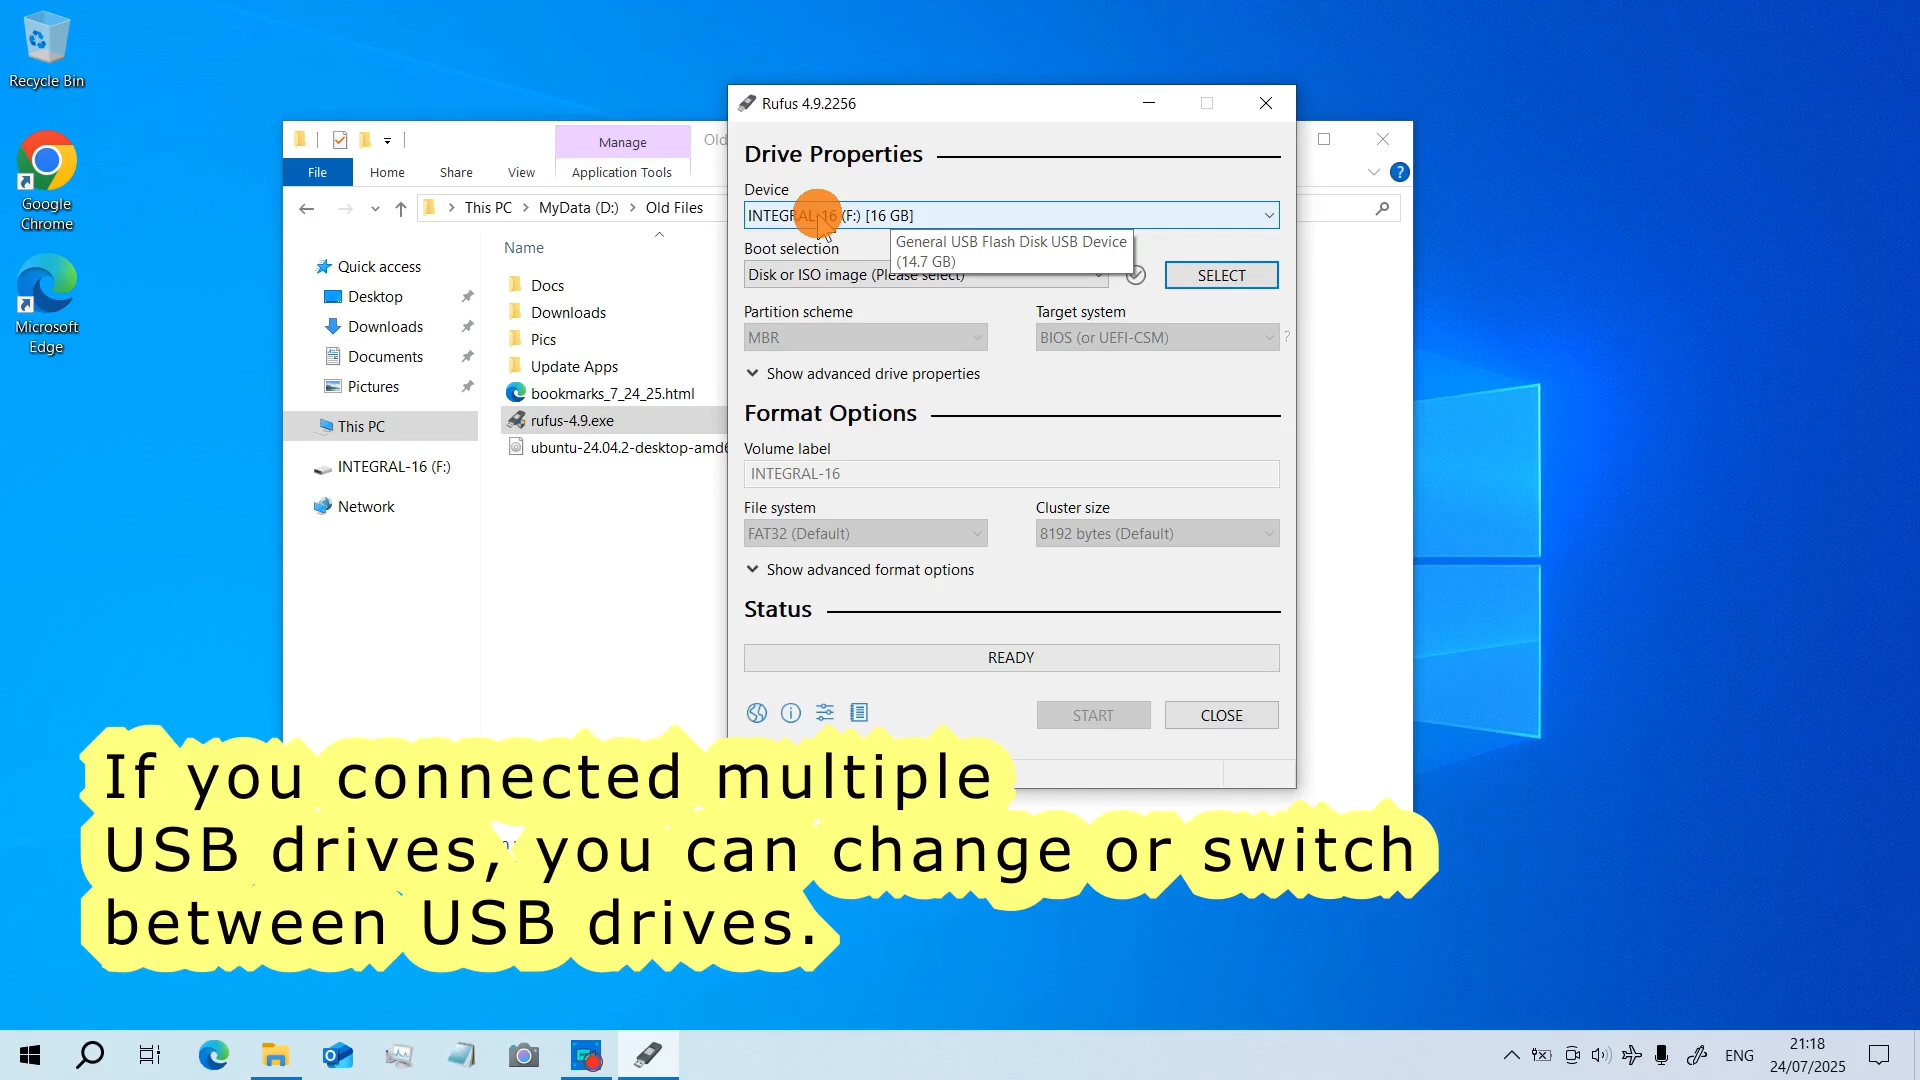 Recycle Bin
Google
Chrome
Microsoft
Edge
Manage
Old
File
Home
Share
View
Application Tools
This PC
MyData (D:)
Old Files
Name
Quick access
Desktop
Downloads
Documents
Pictures
This PC
INTEGRAL-16 (F:)
Network
Docs
Downloads
Pics
Update Apps
bookmarks_7_24_25.html
rufus-4.9.exe
ubuntu-24.04.2-desktop-amd6
Rufus 4.9.2256
Drive Properties
Device
INTEGRAL-16 (F:) [16 GB]
General USB Flash Disk USB Device
(14.7 GB)
Boot selection
Disk or ISO image (Please select)
SELECT
Partition scheme
Target system
MBR
BIOS (or UEFI-CSM)
?
Show advanced drive properties
Format Options
Volume label
INTEGRAL-16
File system
Cluster size
FAT32 (Default)
8192 bytes (Default)
Show advanced format options
Status
READY
START
CLOSE
If you connected multiple
USB drives, you can change or switch
between USB drives.
ENG
21:18
24/07/2025